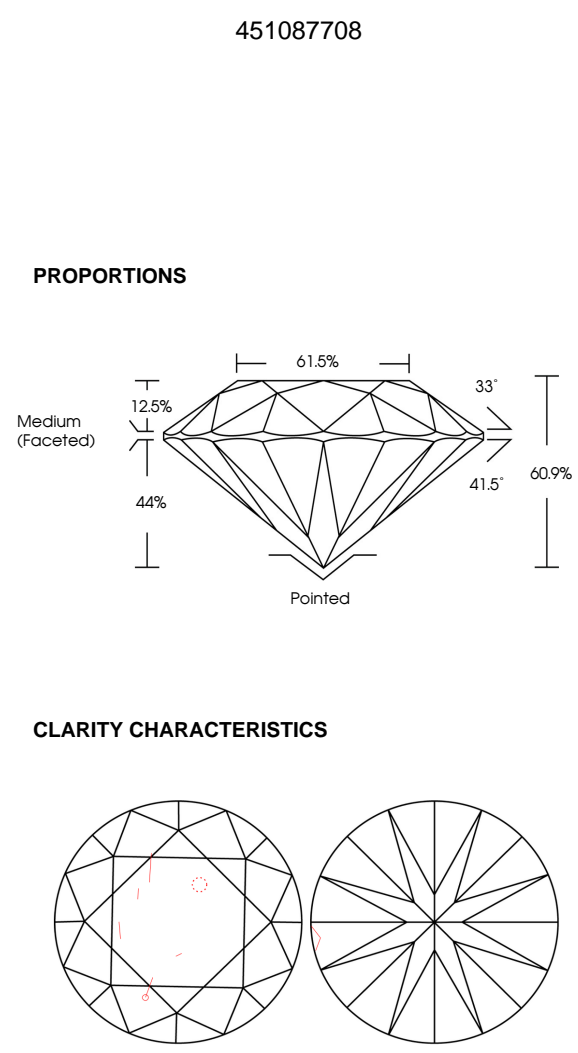 451087708
PROPORTIONS
61.5%
33°
12.5%
Medium
(Faceted)
41.5°
60.9%
44%
Pointed
CLARITY CHARACTERISTICS